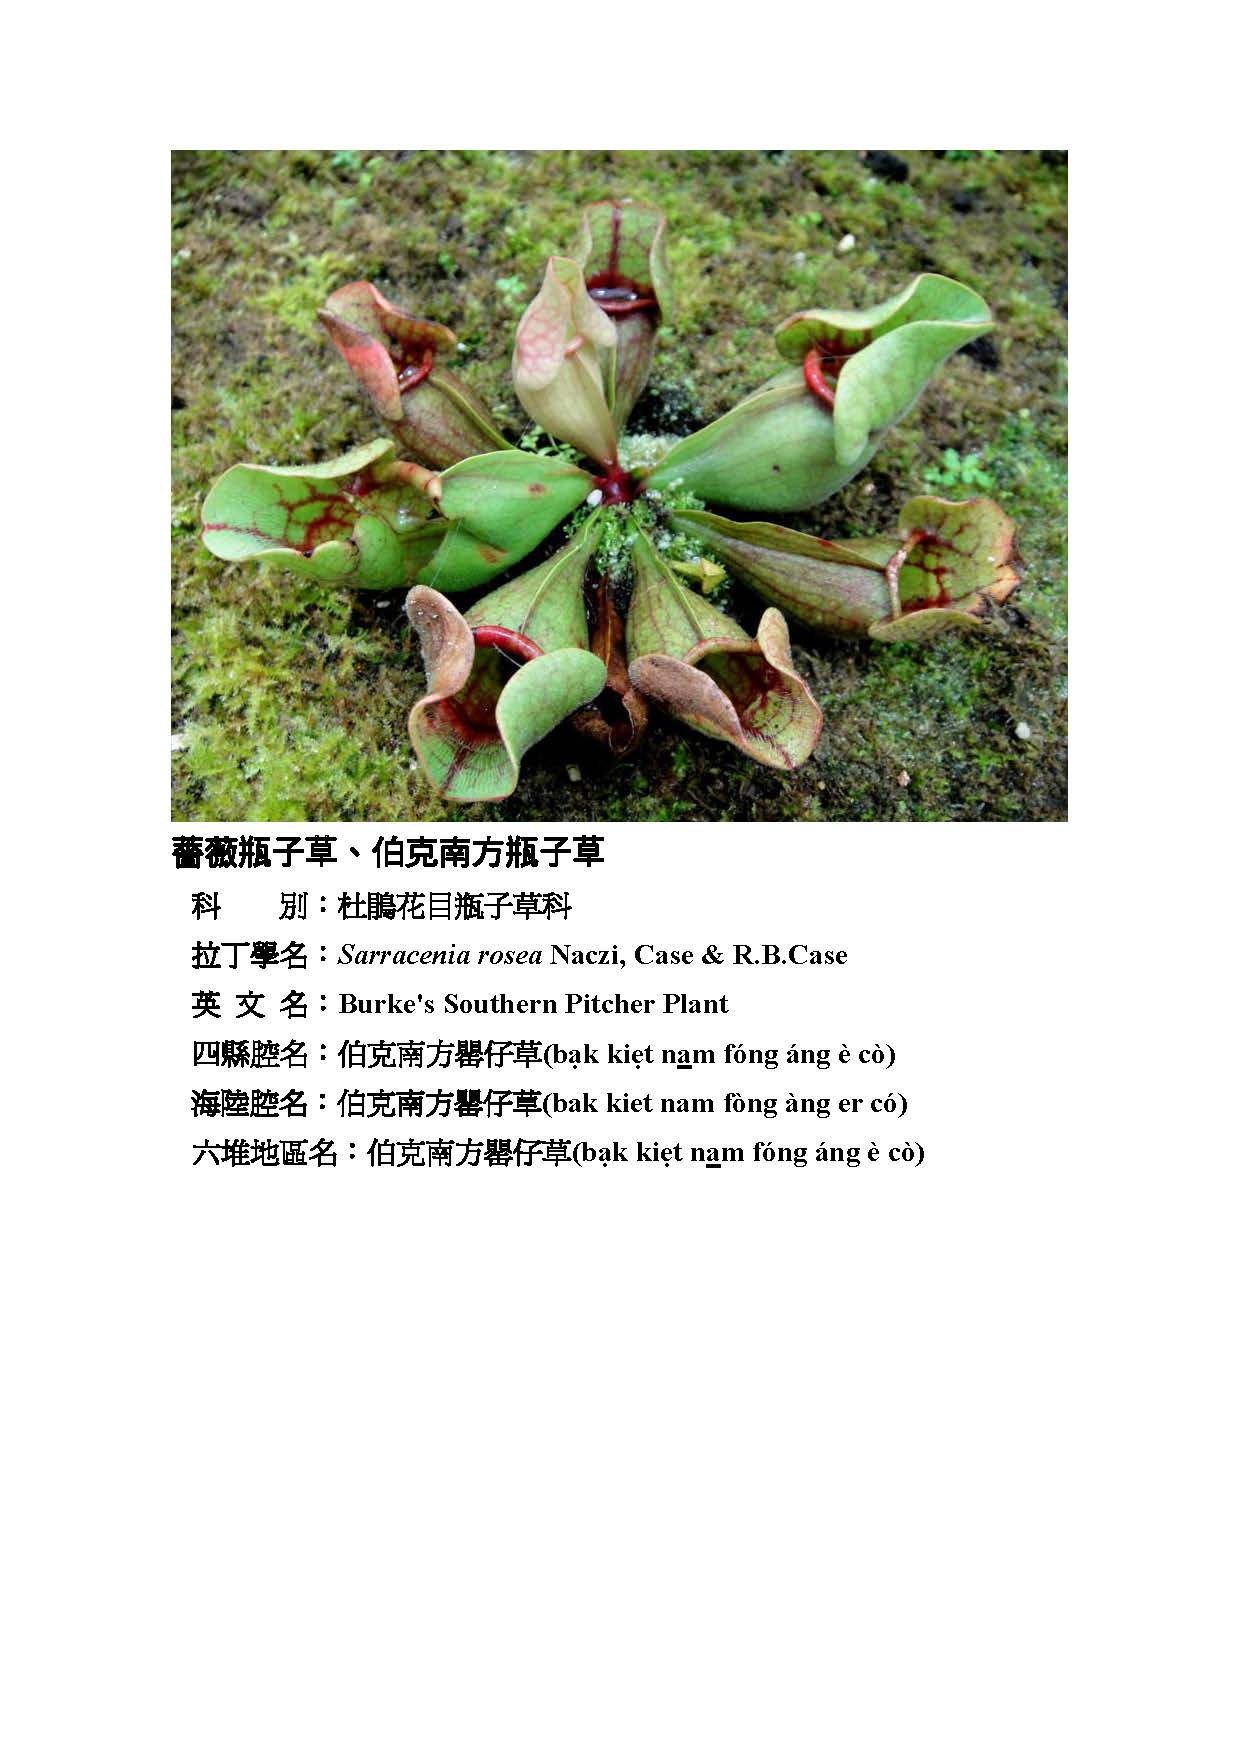 薔薇瓶子草、伯克南方瓶子草
科　　別：杜鵑花目瓶子草科
拉丁學名：Sarracenia rosea Naczi, Case & R.B.Case
英 文 名：Burke's Southern Pitcher Plant
四縣腔名：伯克南方罌仔草(bạk kiẹt na̲m fóng áng è cò)
海陸腔名：伯克南方罌仔草(bak kiet nam fòng àng er có)
六堆地區名：伯克南方罌仔草(bạk kiẹt na̲m fóng áng è cò)